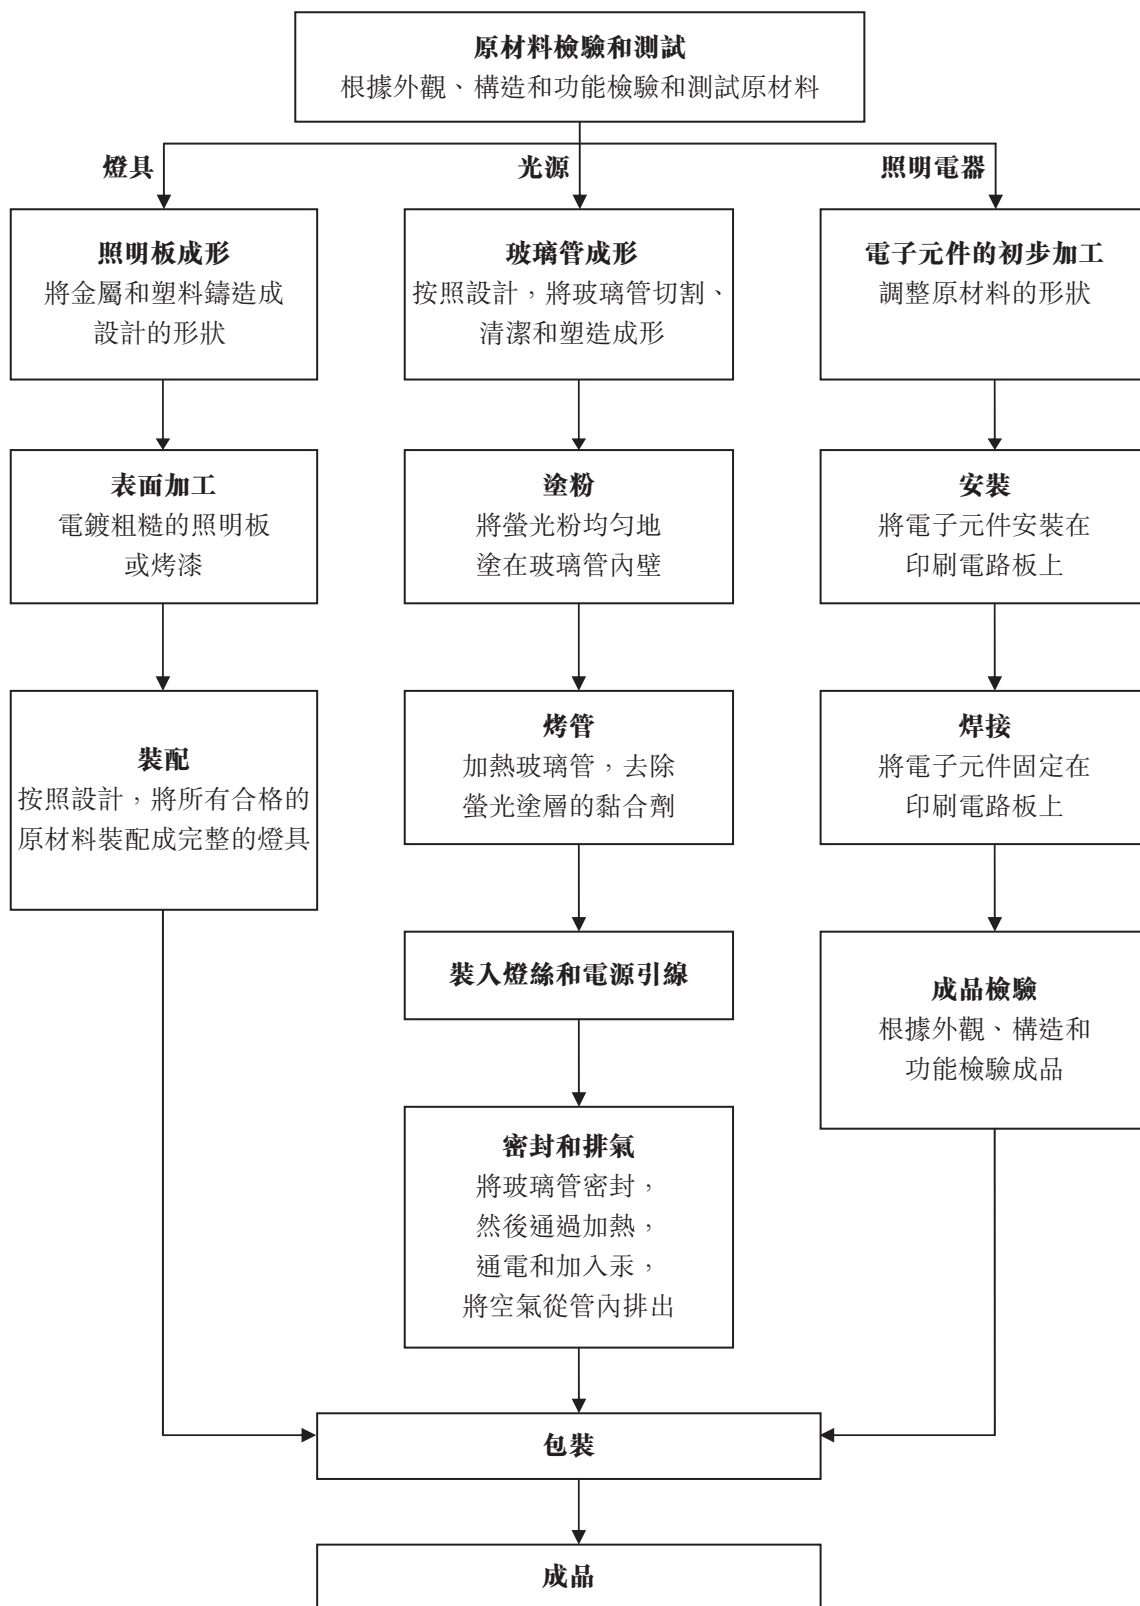 原材料檢驗和測試
根據外觀、構造和功能檢驗和測試原材料
燈具
光源
照明電器
照明板成形
將金屬和塑料鑄造成
設計的形狀
玻璃管成形
按照設計，將玻璃管切割、
清潔和塑造成形
電子元件的初步加工
調整原材料的形狀
表面加工
電鍍粗糙的照明板
或烤漆
塗粉
將螢光粉均勻地
塗在玻璃管內壁
安裝
將電子元件安裝在
印刷電路板上
裝配
按照設計，將所有合格的
原材料裝配成完整的燈具
烤管
加熱玻璃管，去除
螢光塗層的黏合劑
焊接
將電子元件固定在
印刷電路板上
裝入燈絲和電源引線
成品檢驗
根據外觀、構造和
功能檢驗成品
密封和排氣
將玻璃管密封，
然後通過加熱，
通電和加入汞，
將空氣從管內排出
包裝
成品